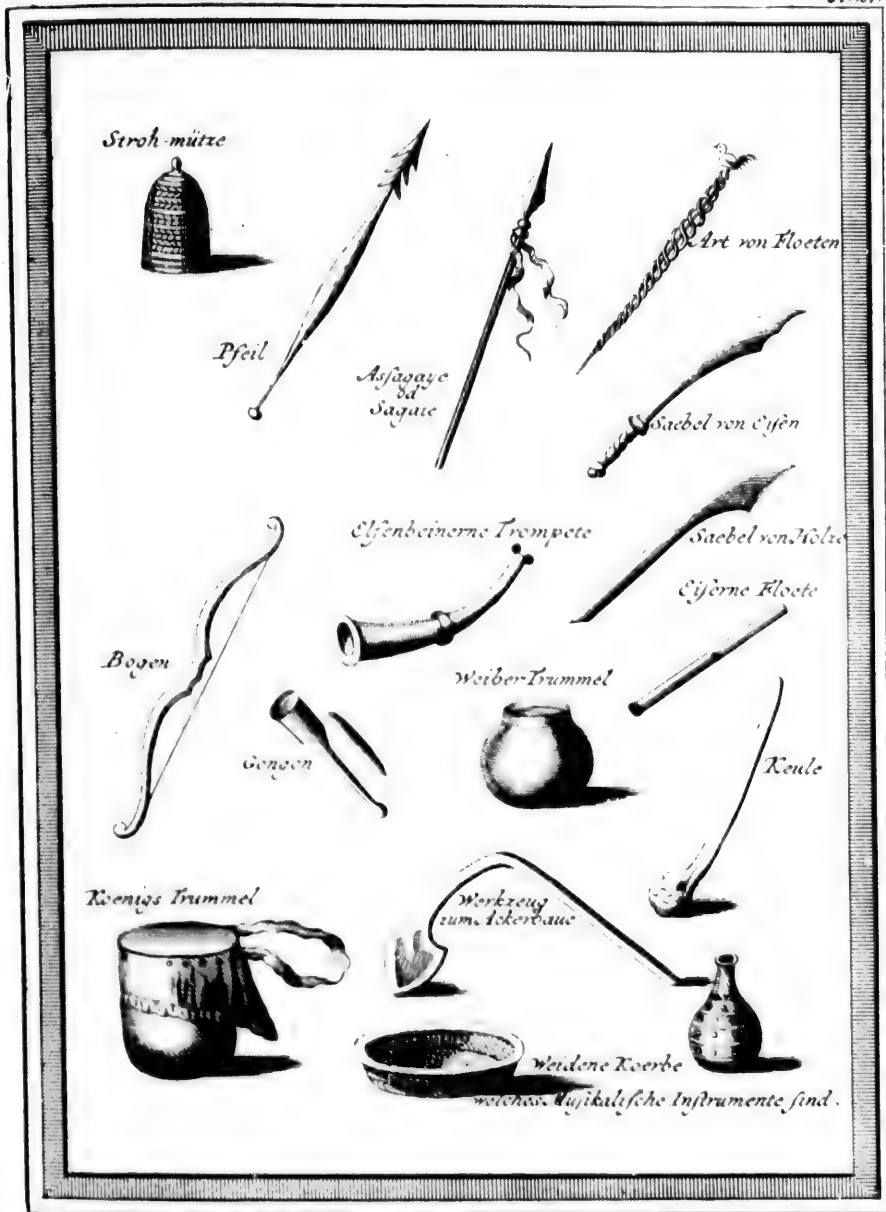 Stroh-mütze
Pfeil
Assagaye
od
Sagaie
Art von Floeten
Saebel von Eisen
Elfenbeinerne Trompete
Saebel von Holze
Eiserne Floete
Bogen
Weiber Trummel
Gongon
Keule
Koenigs Trummel
Werkzeug
zum Ackerbaue
Weidene Koerbe
welches Musikalische Instrumente sind.